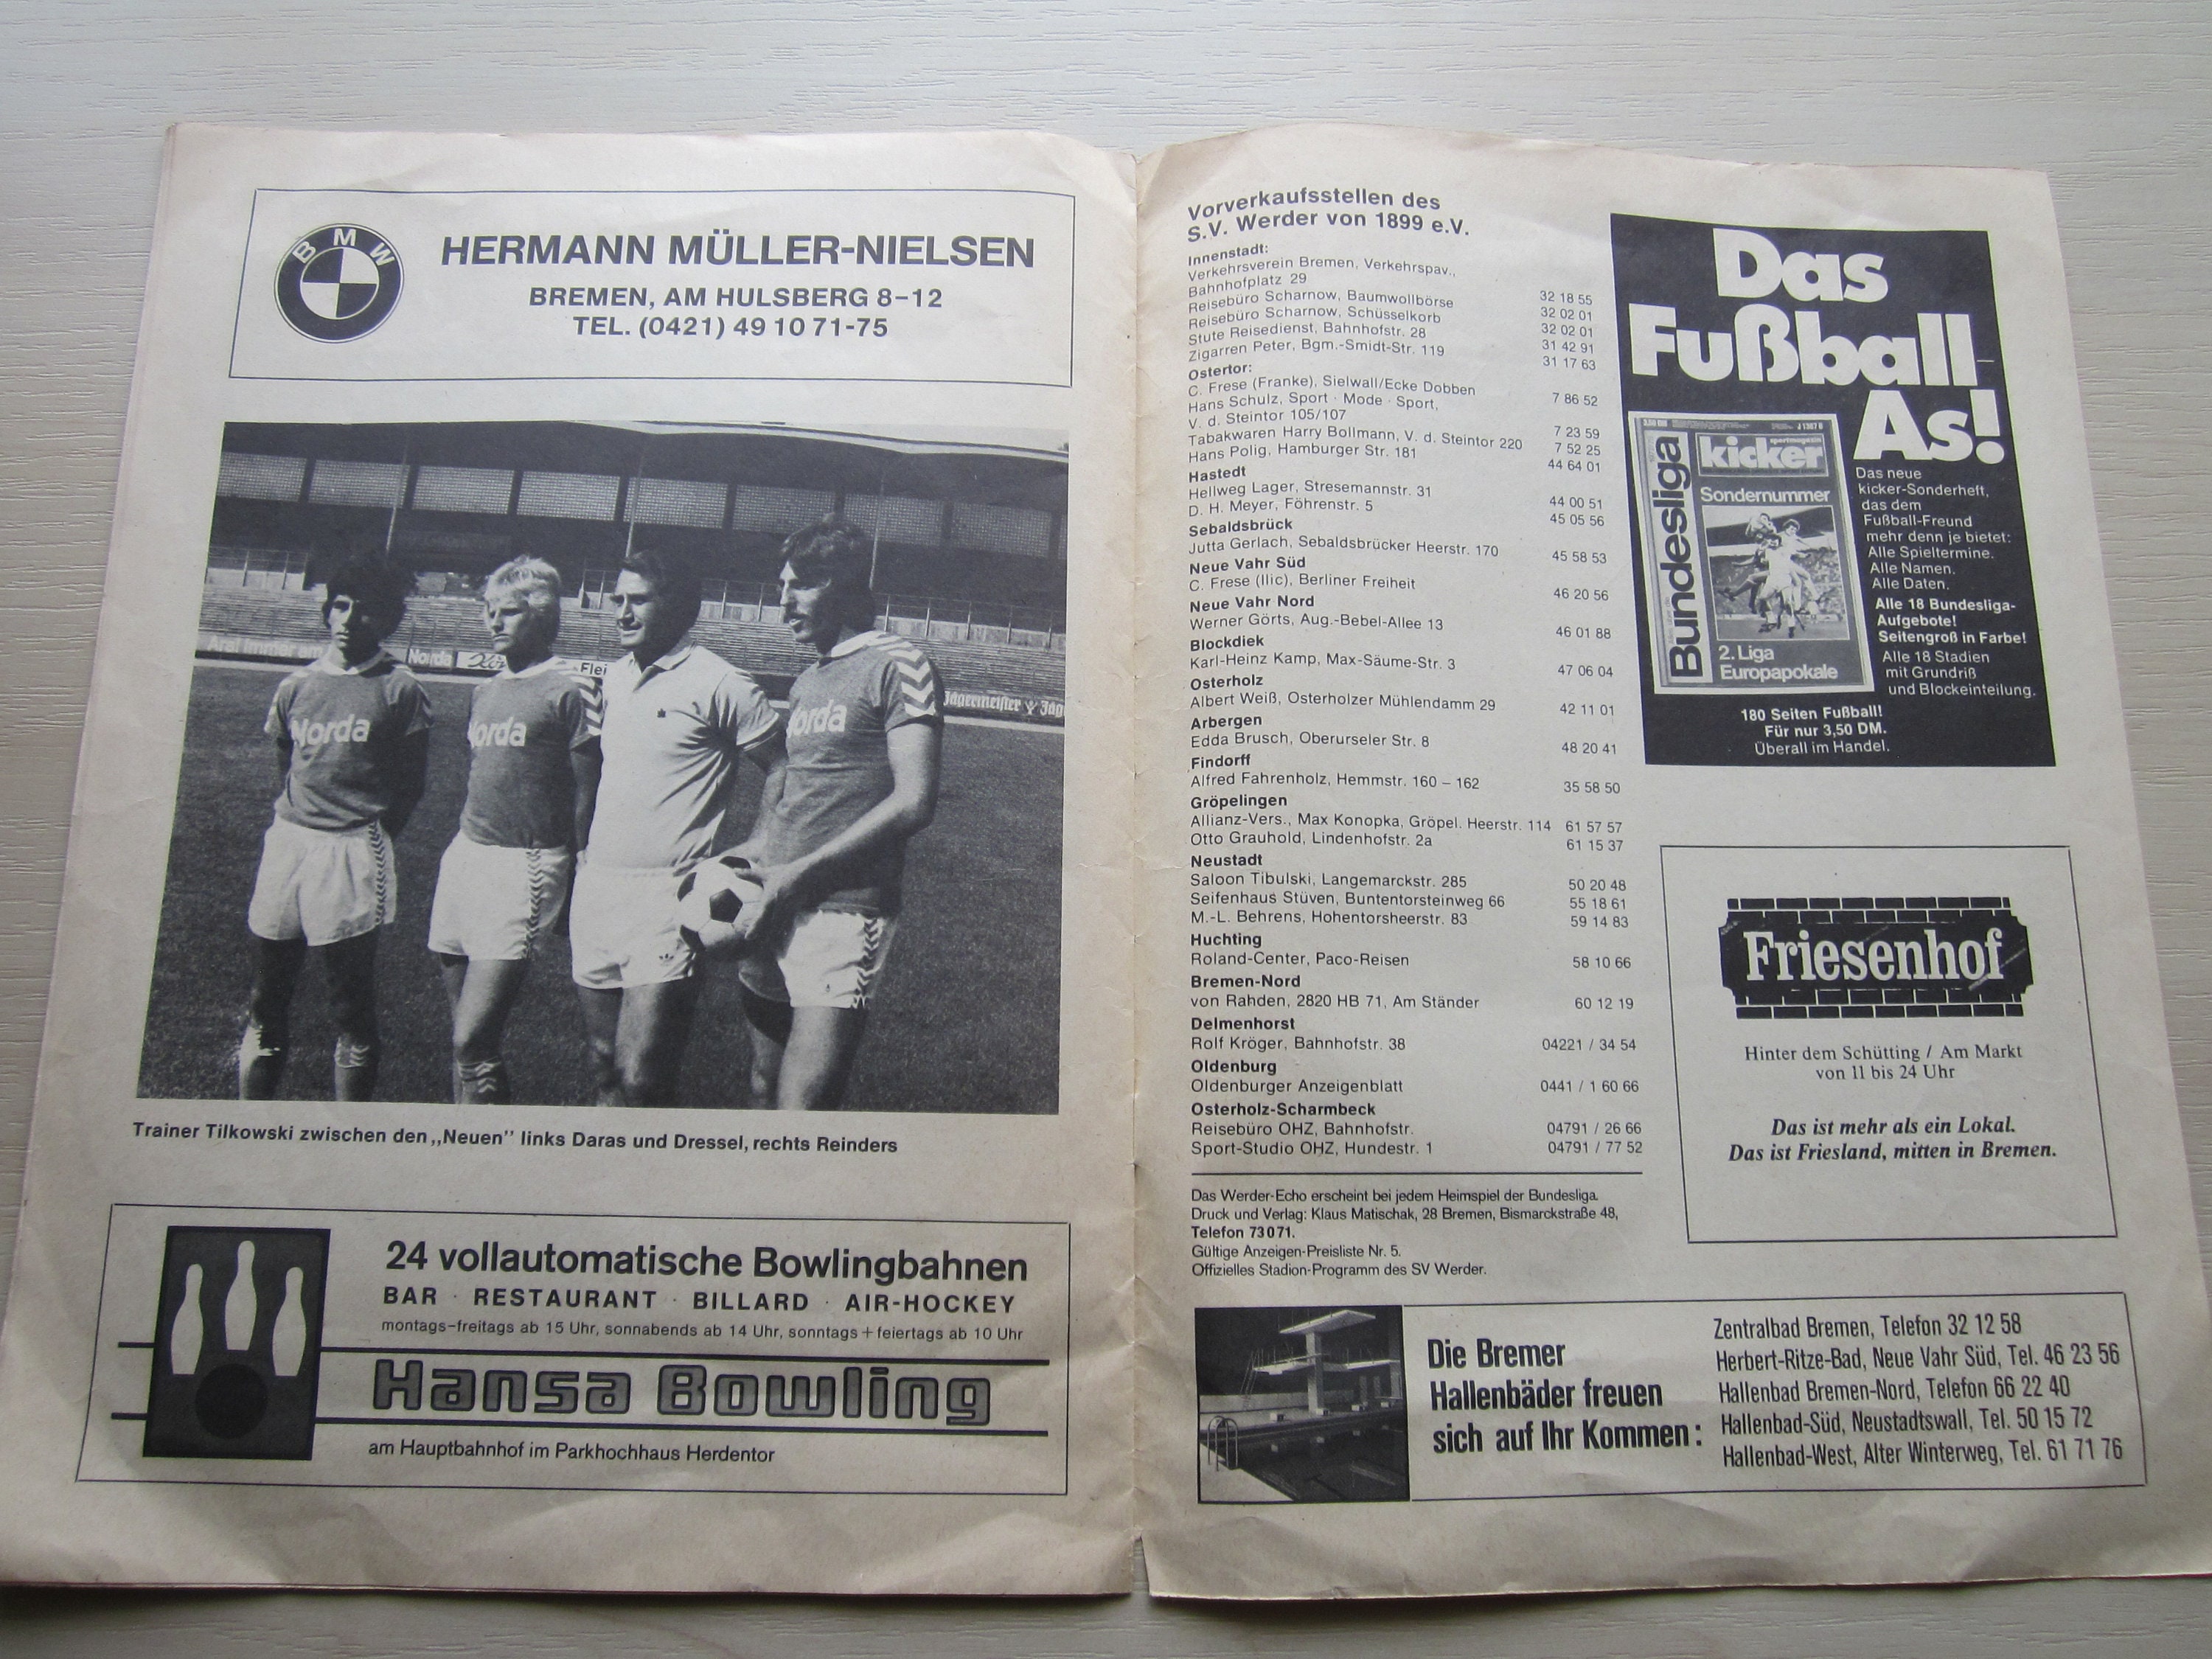 BMW
HERMANN MÜLLER-NIELSEN
BREMEN, AM HULSBERG 8–12
TEL. (0421) 49 10 71-75
Aral immer am
Norda
Flei
Jägermeister
Jäg
Norda
orda
orda
Trainer Tilkowski zwischen den „Neuen" links Daras und Dressel, rechts Reinders
24 vollautomatische Bowlingbahnen
BAR · RESTAURANT · BILLARD · AIR-HOCKEY
montags–freitags ab 15 Uhr, sonnabends ab 14 Uhr, sonntags + feiertags ab 10 Uhr
Hansa Bowling
am Hauptbahnhof im Parkhochhaus Herdentor
Vorverkaufsstellen des
S.V. Werder von 1899 e.V.
Innenstadt:
Verkehrsverein Bremen, Verkehrspav.,
Bahnhofplatz 29 32 18 55
Reisebüro Scharnow, Baumwollbörse 32 02 01
Reisebüro Scharnow, Schüsselkorb 32 02 01
Stute Reisedienst, Bahnhofstr. 28 31 42 91
Zigarren Peter, Bgm.-Smidt-Str. 119 31 17 63
Ostertor:
C. Frese (Franke), Sielwall/Ecke Dobben 7 86 52
Hans Schulz, Sport · Mode · Sport,
V. d. Steintor 105/107 7 23 59
Tabakwaren Harry Bollmann, V. d. Steintor 220 7 52 25
Hans Polig, Hamburger Str. 181 44 64 01
Hastedt
Hellweg Lager, Stresemannstr. 31 44 00 51
D. H. Meyer, Föhrenstr. 5 45 05 56
Sebaldsbrück
Jutta Gerlach, Sebaldsbrücker Heerstr. 170 45 58 53
Neue Vahr Süd
C. Frese (Ilic), Berliner Freiheit 46 20 56
Neue Vahr Nord
Werner Görts, Aug.-Bebel-Allee 13 46 01 88
Blockdiek
Karl-Heinz Kamp, Max-Säume-Str. 3 47 06 04
Osterholz
Albert Weiß, Osterholzer Mühlendamm 29 42 11 01
Arbergen
Edda Brusch, Oberurseler Str. 8 48 20 41
Findorff
Alfred Fahrenholz, Hemmstr. 160 – 162 35 58 50
Gröpelingen
Allianz-Vers., Max Konopka, Gröpel. Heerstr. 114 61 57 57
Otto Grauhold, Lindenhofstr. 2a 61 15 37
Neustadt
Saloon Tibulski, Langemarckstr. 285 50 20 48
Seifenhaus Stüven, Buntentorsteinweg 66 55 18 61
M.-L. Behrens, Hohentorsheerstr. 83 59 14 83
Huchting
Roland-Center, Paco-Reisen 58 10 66
Bremen-Nord
von Rahden, 2820 HB 71, Am Ständer 60 12 19
Delmenhorst
Rolf Kröger, Bahnhofstr. 38 04221 / 34 54
Oldenburg
Oldenburger Anzeigenblatt 0441 / 1 60 66
Osterholz-Scharmbeck
Reisebüro OHZ, Bahnhofstr. 04791 / 26 66
Sport-Studio OHZ, Hundestr. 1 04791 / 77 52
Das Werder-Echo erscheint bei jedem Heimspiel der Bundesliga.
Druck und Verlag: Klaus Matischak, 28 Bremen, Bismarckstraße 48,
Telefon 73071.
Gültige Anzeigen-Preisliste Nr. 5.
Offizielles Stadion-Programm des SV Werder.
Das
Fußball-
As!
Bundesliga
kicker
sportmagazin
Sondernummer
2. Liga
Europapokale
Das neue
kicker-Sonderheft,
das dem
Fußball-Freund
mehr denn je bietet:
Alle Spieltermine.
Alle Namen.
Alle Daten.
Alle 18 Bundesliga-
Aufgebote!
Seitengroß in Farbe!
Alle 18 Stadien
mit Grundriß
und Blockeinteilung.
180 Seiten Fußball!
Für nur 3,50 DM.
Überall im Handel.
Friesenhof
Hinter dem Schütting / Am Markt
von 11 bis 24 Uhr
Das ist mehr als ein Lokal.
Das ist Friesland, mitten in Bremen.
Die Bremer
Hallenbäder freuen
sich auf Ihr Kommen:
Zentralbad Bremen, Telefon 32 12 58
Herbert-Ritze-Bad, Neue Vahr Süd, Tel. 46 23 56
Hallenbad Bremen-Nord, Telefon 66 22 40
Hallenbad-Süd, Neustadtswall, Tel. 50 15 72
Hallenbad-West, Alter Winterweg, Tel. 61 71 76